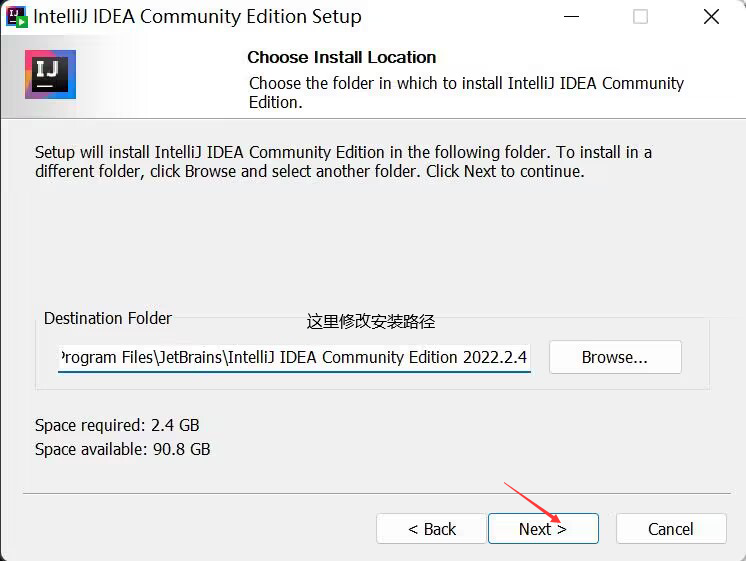 IntelliJ IDEA Community Edition Setup
IJ
Choose Install Location
Choose the folder in which to install IntelliJ IDEA Community
Edition.
Setup will install IntelliJ IDEA Community Edition in the following folder. To install in a
different folder, click Browse and select another folder. Click Next to continue.
Destination Folder
这里修改安装路径
Program Files\JetBrains\IntelliJ IDEA Community Edition 2022.2.4
Browse...
Space required: 2.4 GB
Space available: 90.8 GB
< Back
Next >
Cancel